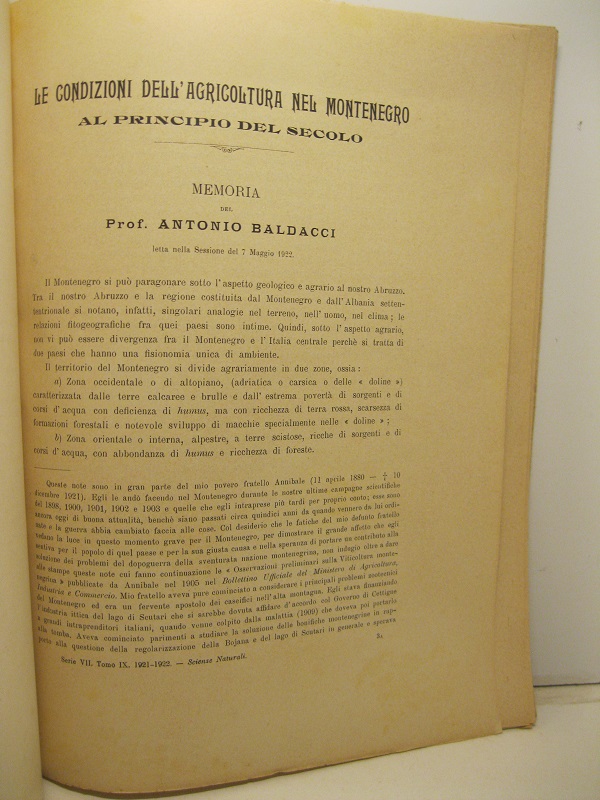 LE CONDIZIONI DELL'AGRICOLTURA NEL MONTENEGRO
AL PRINCIPIO DEL SECOLO
MEMORIA
DEL
Prof. ANTONIO BALDACCI
letta nella Sessione del 7 Maggio 1922.
Il Montenegro si può paragonare sotto l'aspetto geologico e agrario al nostro Abruzzo.
Tra il nostro Abruzzo e la regione costituita dal Montenegro e dall'Albania setten-
tentrionale si notano, infatti, singolari analogie nel terreno, nell'uomo, nel clima; le
relazioni fitogeografiche fra quei paesi sono intime. Quindi, sotto l'aspetto agrario,
non vi può essere divergenza fra il Montenegro e l'Italia centrale perchè si tratta di
due paesi che hanno una fisionomia unica di ambiente.
Il territorio del Montenegro si divide agrariamente in due zone, ossia:
a) Zona occidentale o di altopiano, (adriatica o carsica o delle « doline »)
caratterizzata dalle terre calcaree e brulle e dall'estrema povertà di sorgenti e di
corsi d'acqua con deficienza di humus, ma con ricchezza di terra rossa, scarsezza di
formazioni forestali e notevole sviluppo di macchie specialmente nelle « doline »;
b) Zona orientale o interna, alpestre, a terre scistose, ricche di sorgenti e di
corsi d'acqua, con abbondanza di humus e ricchezza di foreste.
Queste note sono in gran parte del mio povero fratello Annibale (11 aprile 1880 — † 10
dicembre 1921). Egli le andò facendo nel Montenegro durante le nostre ultime campagne scientifiche
del 1898, 1900, 1901, 1902 e 1903 e quelle che egli intraprese più tardi per proprio conto; esse sono
ancora oggi di buona attualità, benchè siano passati circa quindici anni da quando vennero da lui ordi-
nate e la guerra abbia cambiato faccia alle cose. Col desiderio che le fatiche del mio defunto fratello
vedano la luce in questo momento grave per il Montenegro, per dimostrare il grande affetto che egli
sentiva per il popolo di quel paese e per la sua giusta causa e nella speranza di portare un contributo alla
soluzione dei problemi del dopoguerra della sventurata nazione montenegrina, non indugio oltre a dare
alle stampe queste note cui fanno continuazione le « Osservazioni preliminari sulla Viticoltura monte-
negrina » pubblicate da Annibale nel 1905 nel Bollettino Ufficiale del Ministero di Agricoltura,
Industria e Commercio. Mio fratello aveva pure cominciato a considerare i principali problemi economici
del Montenegro ed era un fervente apostolo dei caseifici nell'alta montagna. Egli stava finanziando
l'industria ittica del lago di Scutari che si sarebbe dovuta affidare d'accordo col Governo di Cettigne
a grandi intraprenditori italiani, quando venne colpito dalla malattia (1909) che doveva poi portarlo
alla tomba. Aveva cominciato parimenti a studiare la soluzione delle bonifiche montenegrine in rap-
porto alla questione della regolarizzazione della Bojana e del lago di Scutari in generale e sperava
Serie VII. Tomo IX. 1921-1922. — Scienze Naturali.